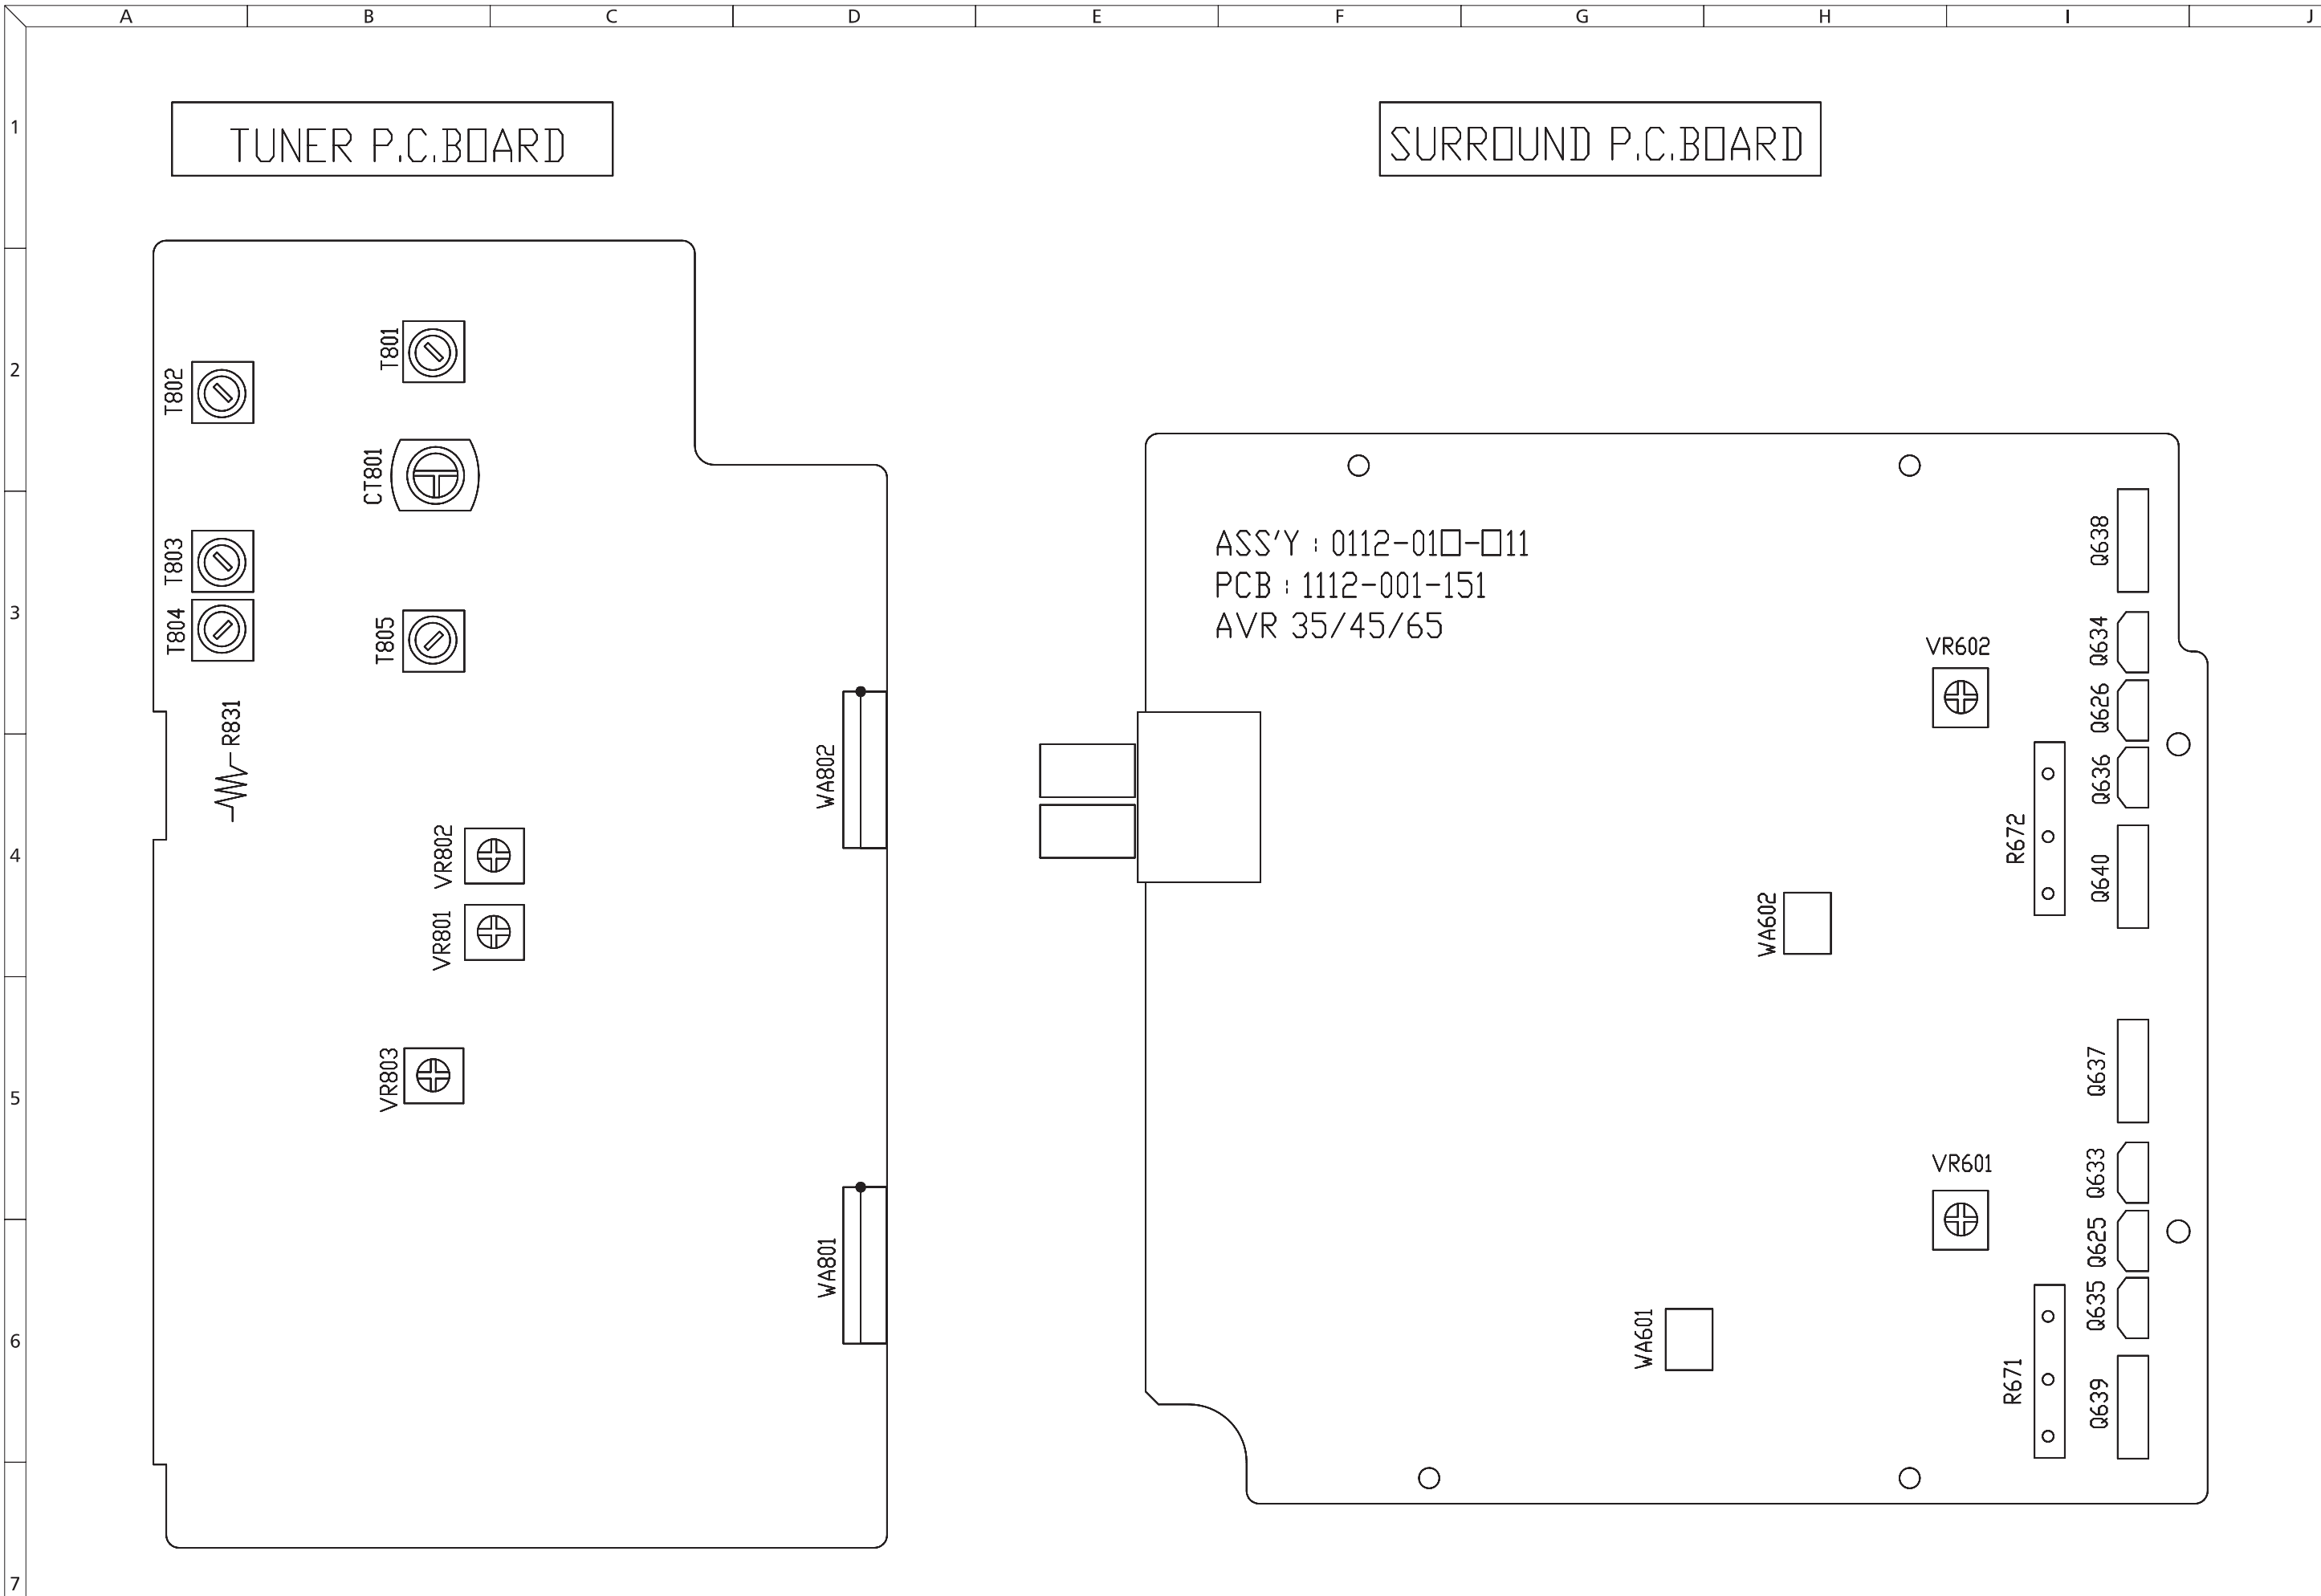 A B C D E F G H I J
1
TUNER P.C.BOARD
SURROUND P.C.BOARD
2
T801
T802
CT801
T803
ASS'Y : 0112-01□-□11
Q638
PCB : 1112-001-151
3
T804
T805
AVR 35/45/65
VR602
Q634
R831
Q626
WA802
Q636
4
VR802
R672
Q640
VR801
WA602
5
VR803
Q637
VR601
Q633
WA801
Q625
Q635
6
WA601
R671
Q639
7